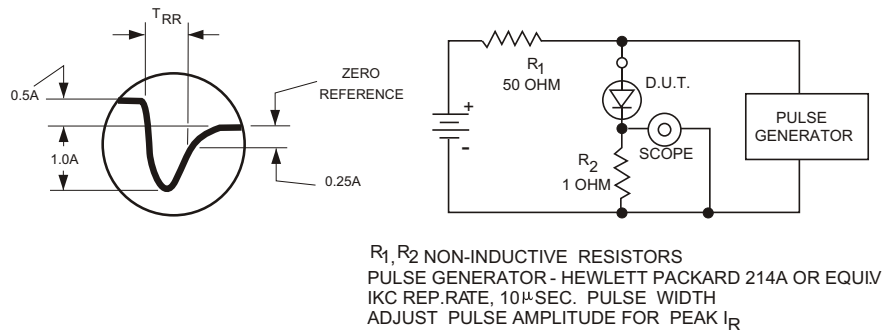 T_RR
0.5A
1.0A
ZERO
REFERENCE
0.25A
R1
50 OHM
+
-
D.U.T.
SCOPE
R2
1 OHM
PULSE
GENERATOR
R1,R2 NON-INDUCTIVE RESISTORS
PULSE GENERATOR - HEWLETT PACKARD 214A OR EQUIV
IKC REP.RATE, 10μSEC. PULSE WIDTH
ADJUST PULSE AMPLITUDE FOR PEAK IR